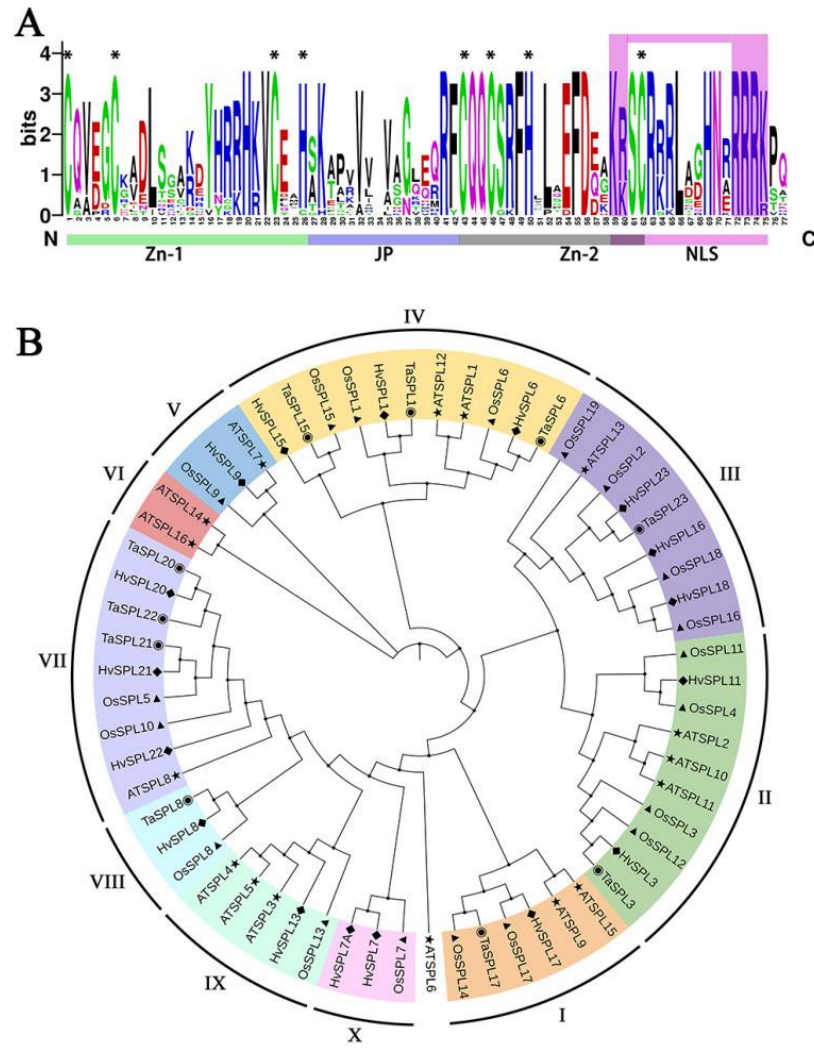 A
bits
4
3
2
1
0
* * * * * * * *
N C
Zn-1 JP Zn-2 NLS
B
IV
III
II
I
X
IX
VIII
VII
VI
V
HvSPL15
TaSPL15
OsSPL15
OsSPL1
HvSPL1
TaSPL1
ATSPL12
ATSPL1
OsSPL6
HvSPL6
TaSPL6
OsSPL19
ATSPL13
OsSPL2
HvSPL23
TaSPL23
HvSPL16
OsSPL18
HvSPL18
OsSPL16
OsSPL11
HvSPL11
OsSPL4
ATSPL2
ATSPL10
ATSPL11
OsSPL3
OsSPL12
HvSPL3
TaSPL3
ATSPL15
ATSPL9
HvSPL17
OsSPL17
TaSPL17
OsSPL14
ATSPL6
OsSPL7
HvSPL7
HvSPL7A
OsSPL13
HvSPL13
ATSPL3
ATSPL5
ATSPL4
OsSPL8
HvSPL8
TaSPL8
ATSPL8
HvSPL22
OsSPL10
OsSPL5
HvSPL21
TaSPL21
TaSPL22
HvSPL20
TaSPL20
ATSPL16
ATSPL14
OsSPL9
HvSPL9
ATSPL7